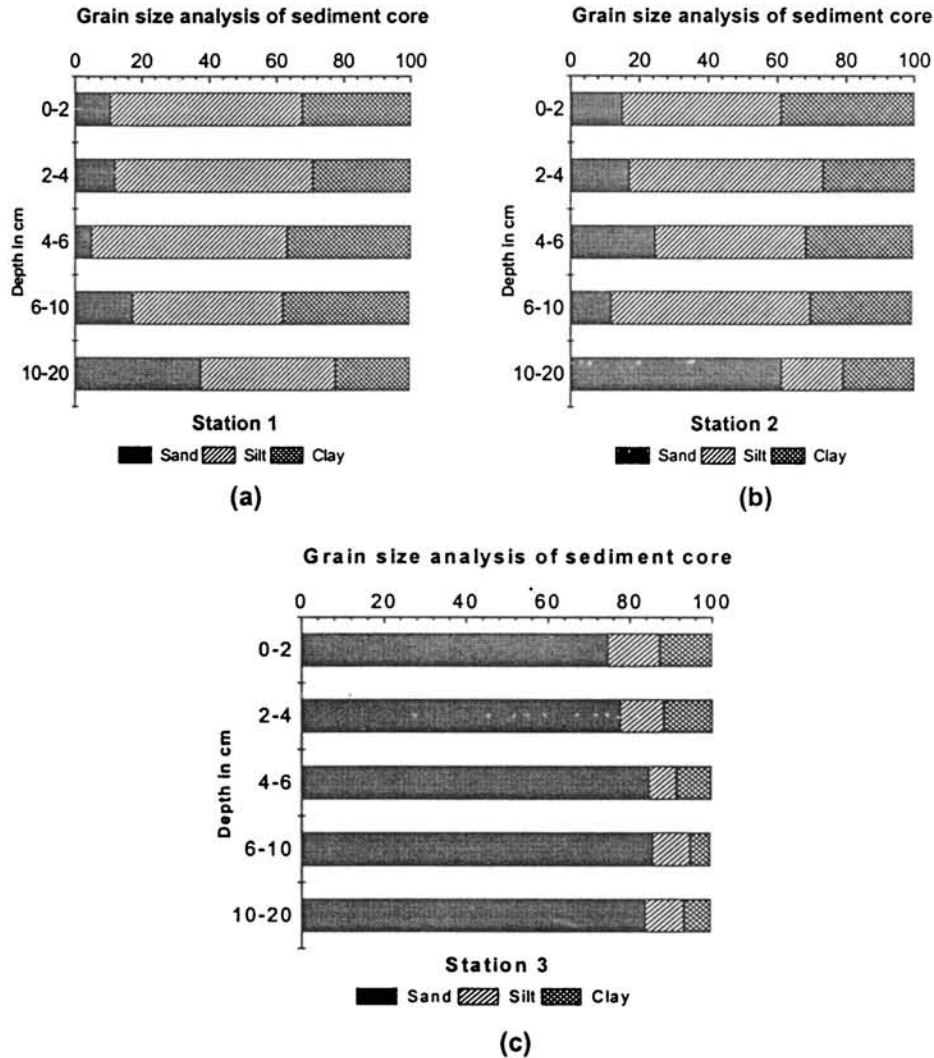 Grain size analysis of sediment core
0 20 40 60 80 100
0-2
2-4
4-6
6-10
10-20
Depth in cm
Station 1
Sand Silt Clay
(a)
Grain size analysis of sediment core
0 20 40 60 80 100
0-2
2-4
4-6
6-10
10-20
Depth in cm
Station 2
Sand Silt Clay
(b)
Grain size analysis of sediment core
0 20 40 60 80 100
0-2
2-4
4-6
6-10
10-20
Depth in cm
Station 3
Sand Silt Clay
(c)